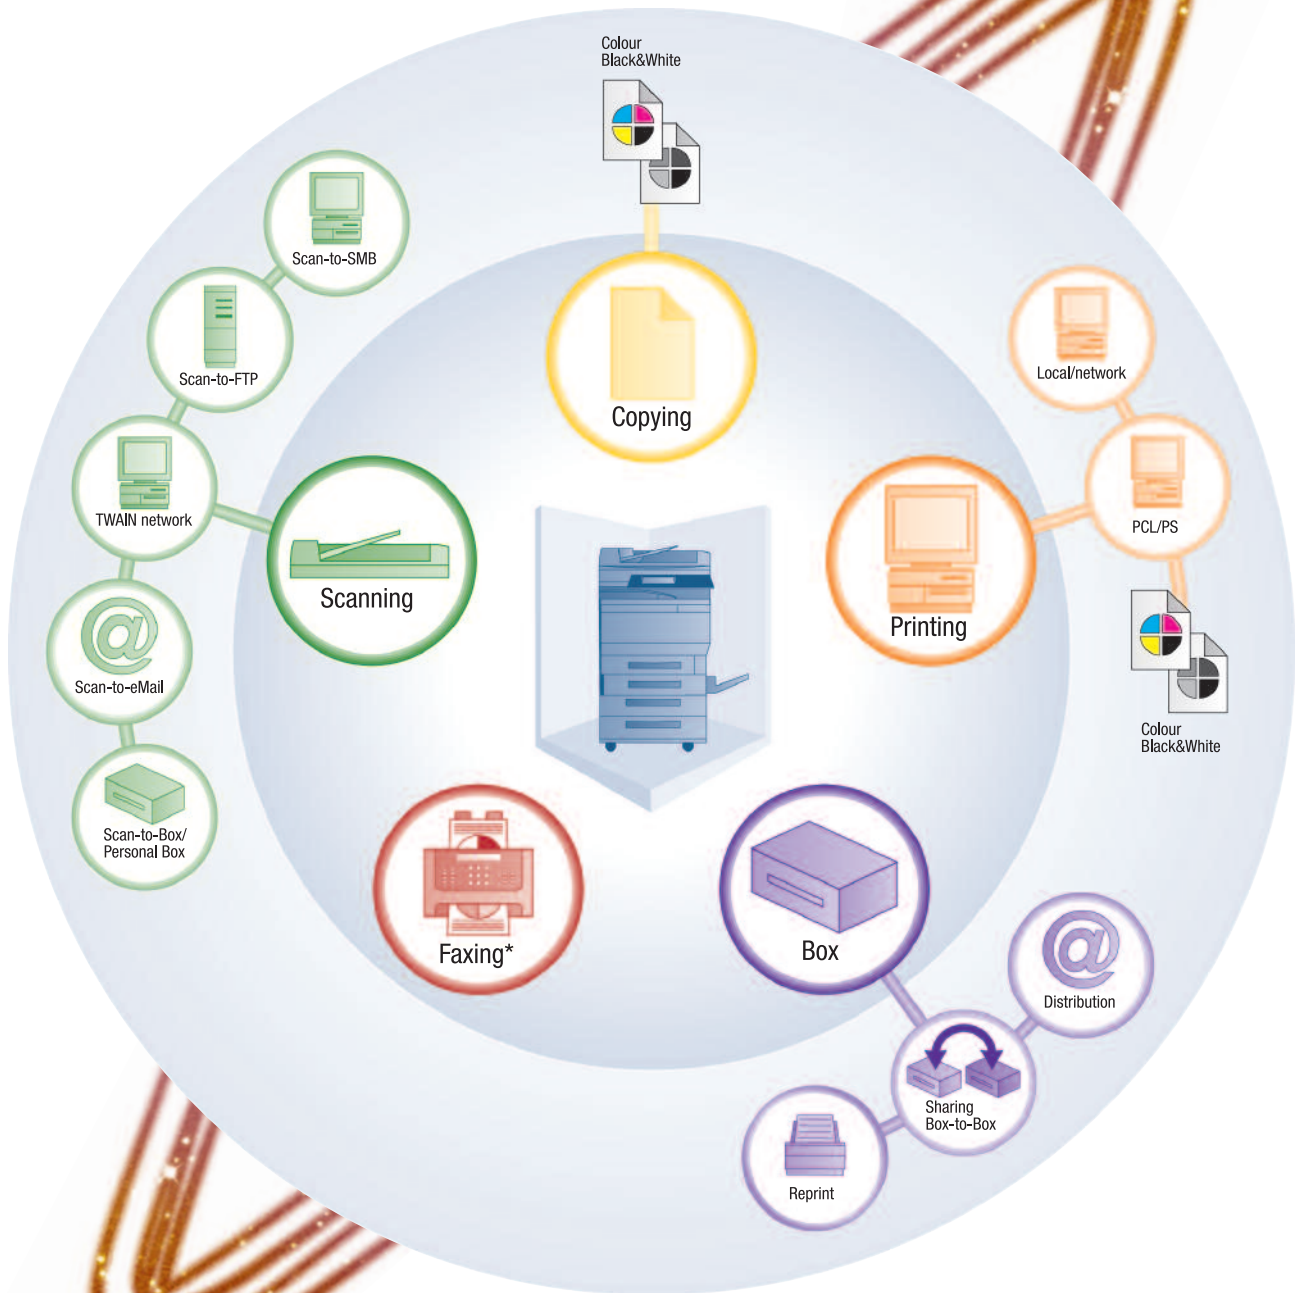 Colour
Black&White
Copying
Scan-to-SMB
Scan-to-FTP
TWAIN network
Scan-to-eMail
Scan-to-Box/
Personal Box
Scanning
Local/network
PCL/PS
Printing
Colour
Black&White
Faxing*
Box
Distribution
Sharing
Box-to-Box
Reprint